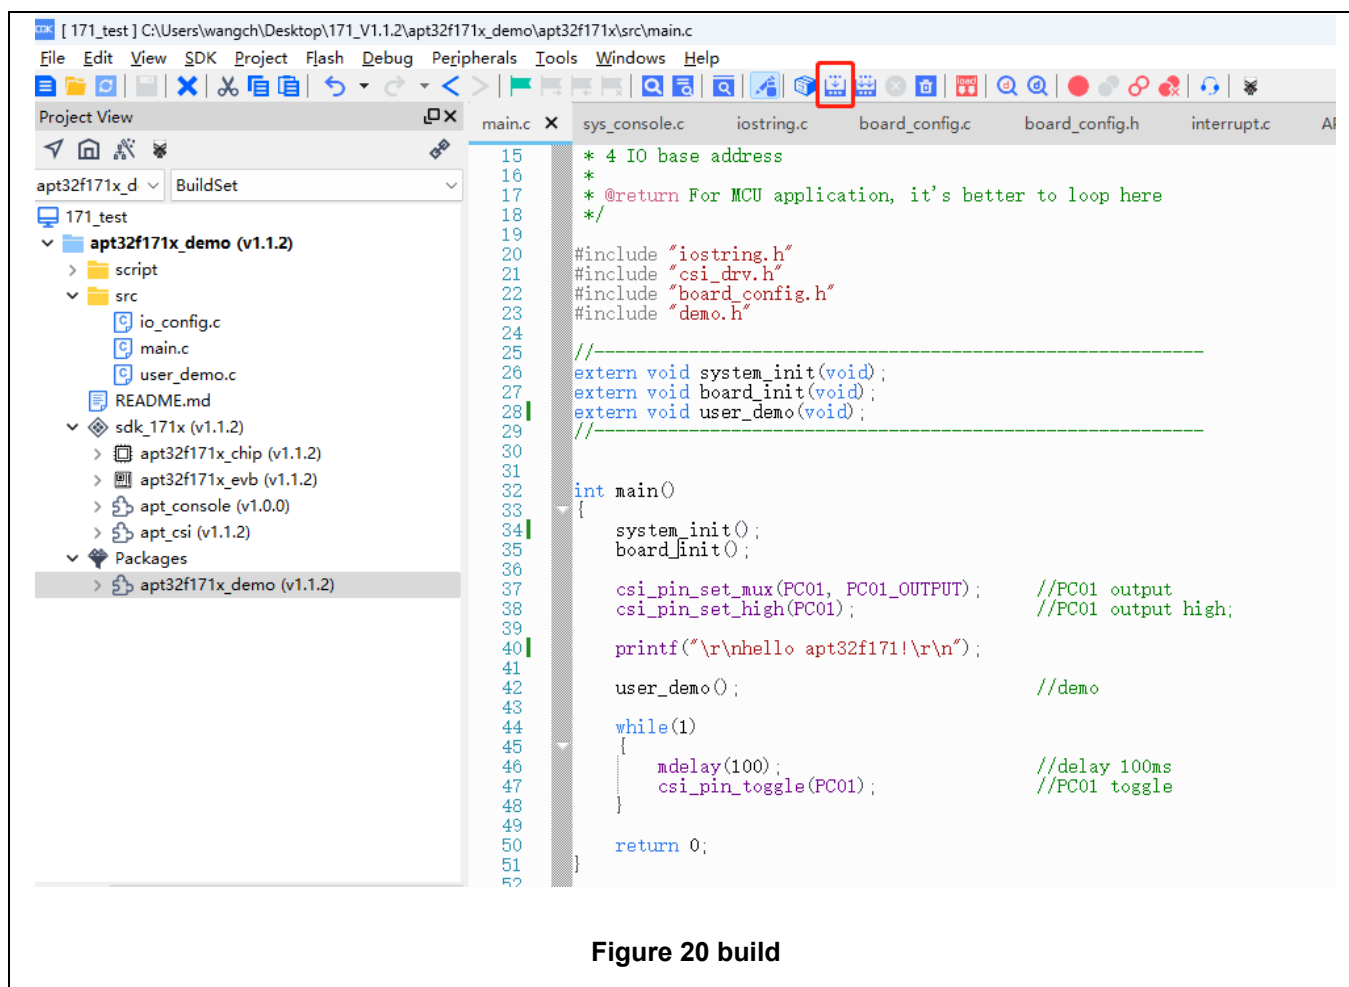 [ 171_test ] C:\Users\wangch\Desktop\171_V1.1.2\apt32f171x_demo\apt32f171x\src\main.c
File Edit View SDK Project Flash Debug Peripherals Tools Windows Help
Project View
main.c sys_console.c iostring.c board_config.c board_config.h interrupt.c
apt32f171x_d BuildSet
171_test
apt32f171x_demo (v1.1.2)
script
src
io_config.c
main.c
user_demo.c
README.md
sdk_171x (v1.1.2)
apt32f171x_chip (v1.1.2)
apt32f171x_evb (v1.1.2)
apt_console (v1.0.0)
apt_csi (v1.1.2)
Packages
apt32f171x_demo (v1.1.2)
15 * 4 IO base address
16 *
17 * @return For MCU application, it's better to loop here
18 */
19
20 #include "iostring.h"
21 #include "csi_drv.h"
22 #include "board_config.h"
23 #include "demo.h"
24
25 //----------------------------------------------------------
26 extern void system_init(void);
27 extern void board_init(void);
28 extern void user_demo(void);
29 //----------------------------------------------------------
30
31
32 int main()
33 {
34 system_init();
35 board_init();
36
37 csi_pin_set_mux(PC01, PC01_OUTPUT); //PC01 output
38 csi_pin_set_high(PC01); //PC01 output high;
39
40 printf("\r\nhello apt32f171!\r\n");
41
42 user_demo(); //demo
43
44 while(1)
45 {
46 mdelay(100); //delay 100ms
47 csi_pin_toggle(PC01); //PC01 toggle
48 }
49
50 return 0;
51 }
52
Figure 20 build